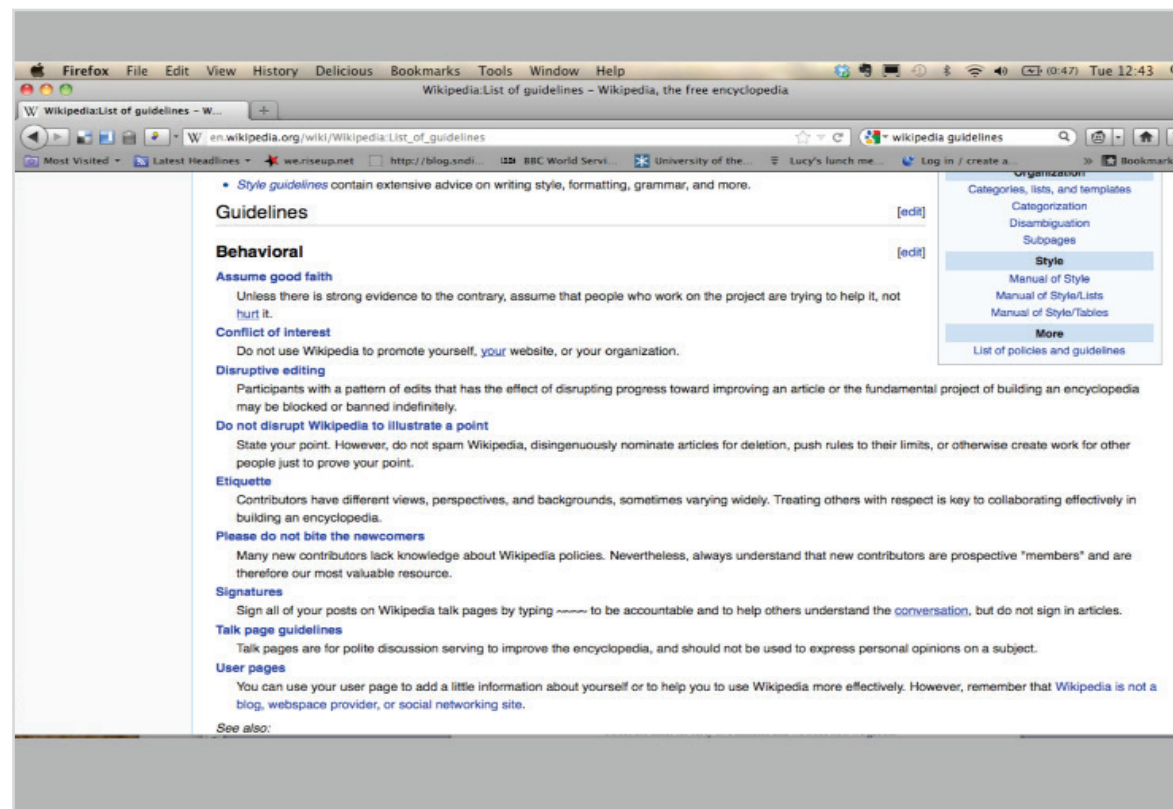 Firefox File Edit View History Delicious Bookmarks Tools Window Help (0:47) Tue 12:43
Wikipedia:List of guidelines – Wikipedia, the free encyclopedia
W Wikipedia:List of guidelines – W...
W en.wikipedia.org/wiki/Wikipedia:List_of_guidelines wikipedia guidelines
Most Visited Latest Headlines we.riseup.net http://blog.sndi... BBC World Servi... University of the... Lucy's lunch me... Log in / create a... » Bookmark
• Style guidelines contain extensive advice on writing style, formatting, grammar, and more.
Guidelines [edit]
Behavioral [edit]
Assume good faith
Unless there is strong evidence to the contrary, assume that people who work on the project are trying to help it, not
hurt it.
Conflict of interest
Do not use Wikipedia to promote yourself, your website, or your organization.
Disruptive editing
Participants with a pattern of edits that has the effect of disrupting progress toward improving an article or the fundamental project of building an encyclopedia
may be blocked or banned indefinitely.
Do not disrupt Wikipedia to illustrate a point
State your point. However, do not spam Wikipedia, disingenuously nominate articles for deletion, push rules to their limits, or otherwise create work for other
people just to prove your point.
Etiquette
Contributors have different views, perspectives, and backgrounds, sometimes varying widely. Treating others with respect is key to collaborating effectively in
building an encyclopedia.
Please do not bite the newcomers
Many new contributors lack knowledge about Wikipedia policies. Nevertheless, always understand that new contributors are prospective "members" and are
therefore our most valuable resource.
Signatures
Sign all of your posts on Wikipedia talk pages by typing ~~~~ to be accountable and to help others understand the conversation, but do not sign in articles.
Talk page guidelines
Talk pages are for polite discussion serving to improve the encyclopedia, and should not be used to express personal opinions on a subject.
User pages
You can use your user page to add a little information about yourself or to help you to use Wikipedia more effectively. However, remember that Wikipedia is not a
blog, webspace provider, or social networking site.
See also:
Organization
Categories, lists, and templates
Categorization
Disambiguation
Subpages
Style
Manual of Style
Manual of Style/Lists
Manual of Style/Tables
More
List of policies and guidelines